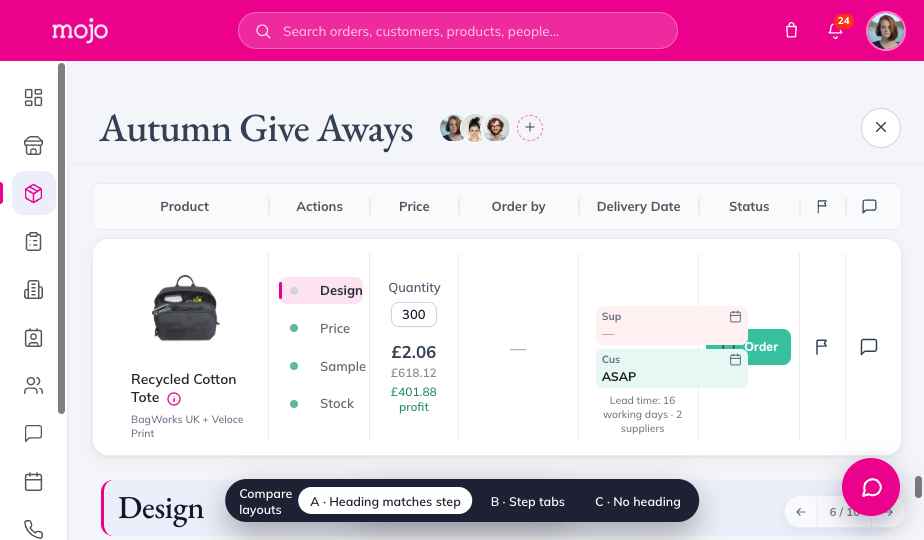 mojo
Search orders, customers, products, people...
24
Autumn Give Aways
Product
Actions
Price
Order by
Delivery Date
Status
Recycled Cotton
Tote
BagWorks UK + Veloce
Print
Design
Price
Sample
Stock
Quantity
300
£2.06
£618.12
£401.88
profit
—
Sup
—
Cus
ASAP
Lead time: 16
working days · 2
suppliers
Order
Design
Compare
layouts
A · Heading matches step
B · Step tabs
C · No heading